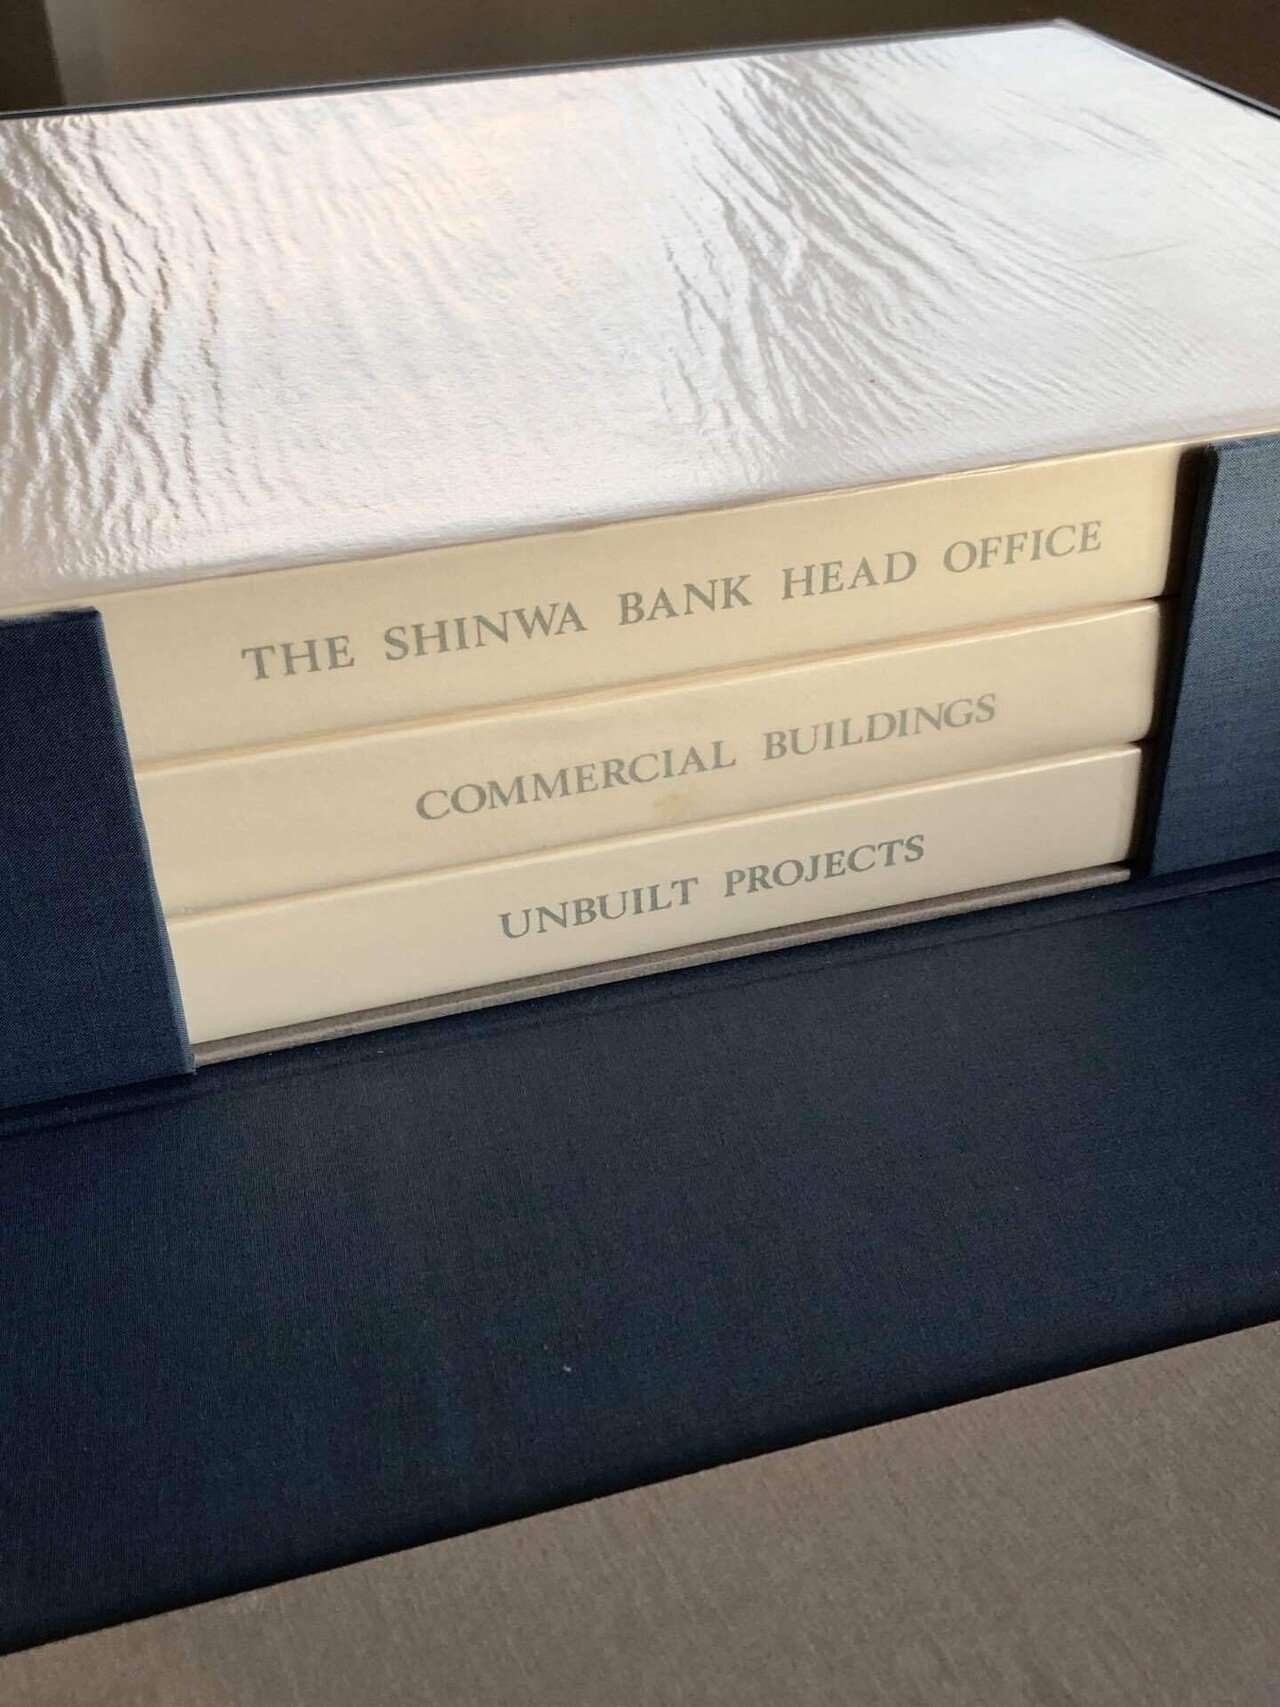 THE SHINWA BANK HEAD OFFICE
COMMERCIAL BUILDINGS
UNBUILT PROJECTS